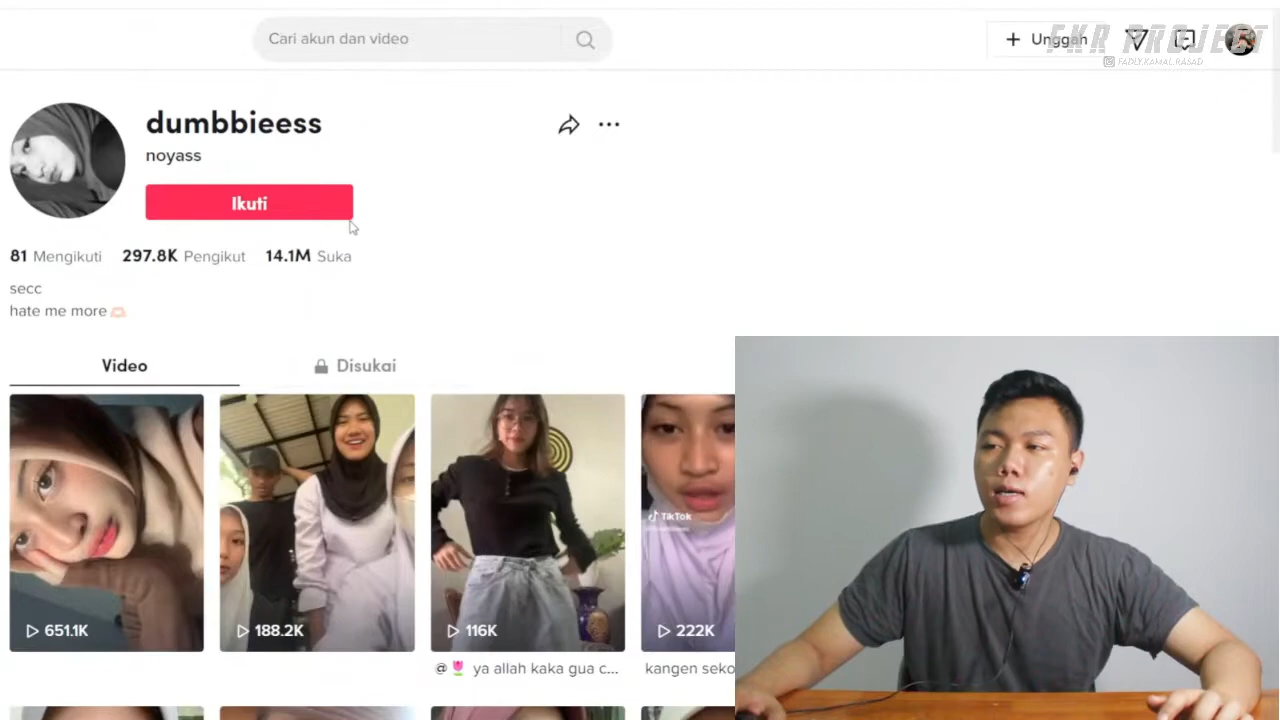 Cari akun dan video
Unggah
FKR PROJECT
FADLY.KAMAL.RASAD
dumbbieess
noyass
Ikuti
81 Mengikuti 297.8K Pengikut 14.1M Suka
secc
hate me more
Video Disukai
TikTok
651.1K 188.2K 116K 222K
@ ya allah kaka gua c... kangen seko